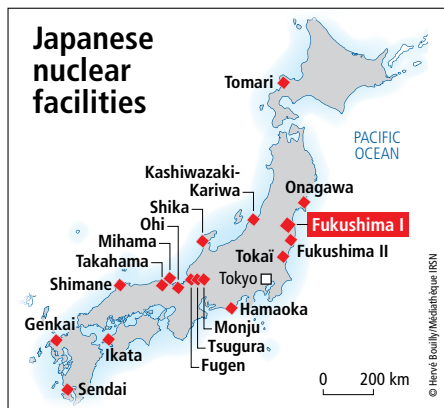 Japanese
nuclear
facilities
Tomari
PACIFIC
OCEAN
Kashiwazaki-
Kariwa
Onagawa
Shika
Fukushima I
Ohi
Mihama
Tokaï
Fukushima II
Takahama
Tokyo
Shimane
Hamaoka
Genkai
Monju
Ikata
Tsugura
Fugen
Sendai
0 200 km
© Hervé Bouilly/Médiathèque IRSN